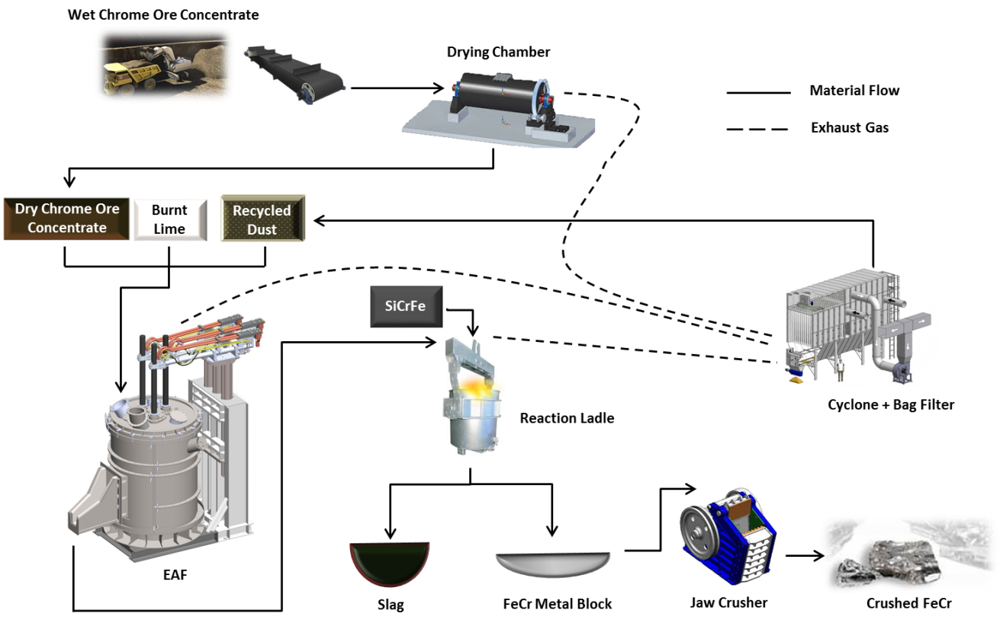 Wet Chrome Ore Concentrate
Drying Chamber
Material Flow
Exhaust Gas
Dry Chrome Ore
Concentrate
Burnt
Lime
Recycled
Dust
SiCrFe
Cyclone + Bag Filter
Reaction Ladle
EAF
Slag
FeCr Metal Block
Jaw Crusher
Crushed FeCr